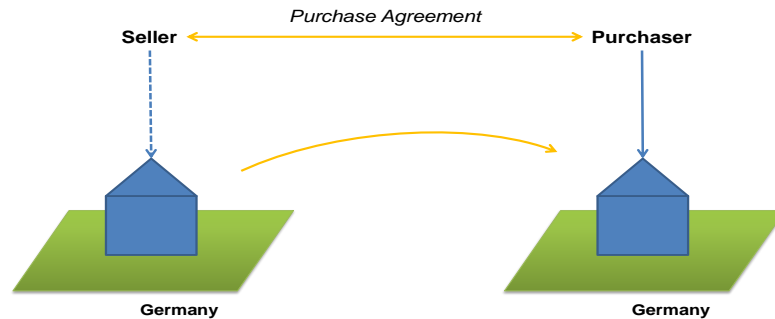 Purchase Agreement
Seller
Purchaser
Germany
Germany